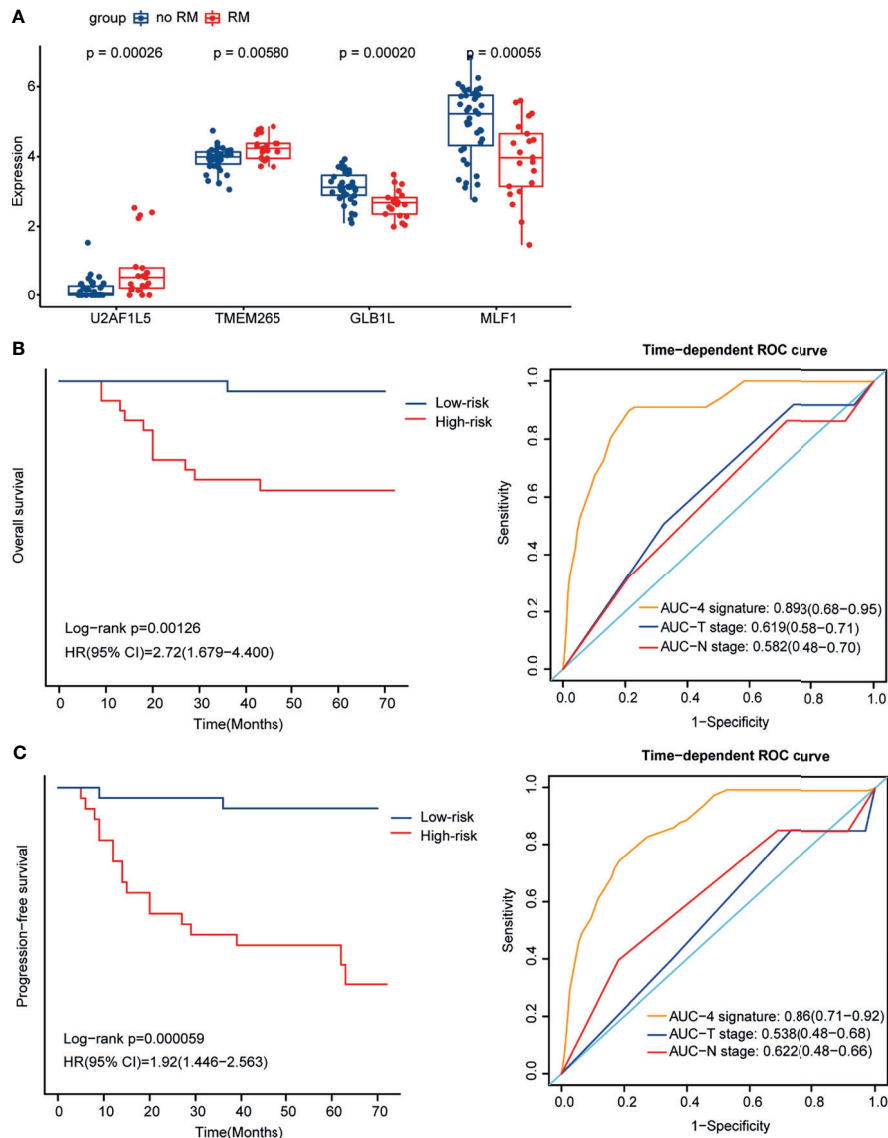 A
group no RM RM
p = 0.00026 p = 0.00580 p = 0.00020 p = 0.00055
Expression
6
4
2
0
U2AF1L5 TMEM265 GLB1L MLF1
B
Overall survival
Low-risk
High-risk
Log-rank p=0.00126
HR(95% CI)=2.72(1.679-4.400)
0 10 20 30 40 50 60 70
Time(Months)
Time-dependent ROC curve
Sensitivity
1.0
0.8
0.6
0.4
0.2
0.0
AUC-4 signature: 0.893(0.68-0.95)
AUC-T stage: 0.619(0.58-0.71)
AUC-N stage: 0.582(0.48-0.70)
0.0 0.2 0.4 0.6 0.8 1.0
1-Specificity
C
Progression-free survival
Low-risk
High-risk
Log-rank p=0.000059
HR(95% CI)=1.92(1.446-2.563)
0 10 20 30 40 50 60 70
Time(Months)
Time-dependent ROC curve
Sensitivity
1.0
0.8
0.6
0.4
0.2
0.0
AUC-4 signature: 0.86(0.71-0.92)
AUC-T stage: 0.538(0.48-0.68)
AUC-N stage: 0.622(0.48-0.66)
0.0 0.2 0.4 0.6 0.8 1.0
1-Specificity